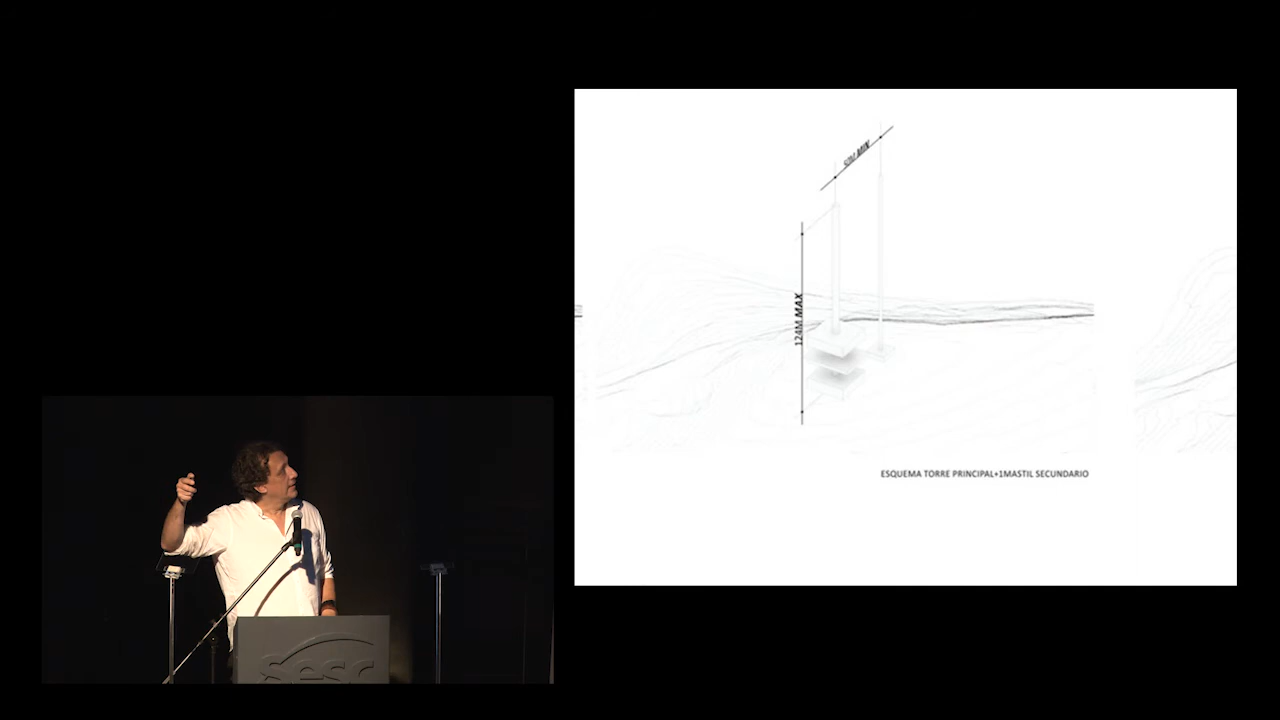 50M MIN
124M MAX
ESQUEMA TORRE PRINCIPAL+1MASTIL SECUNDARIO
sesc